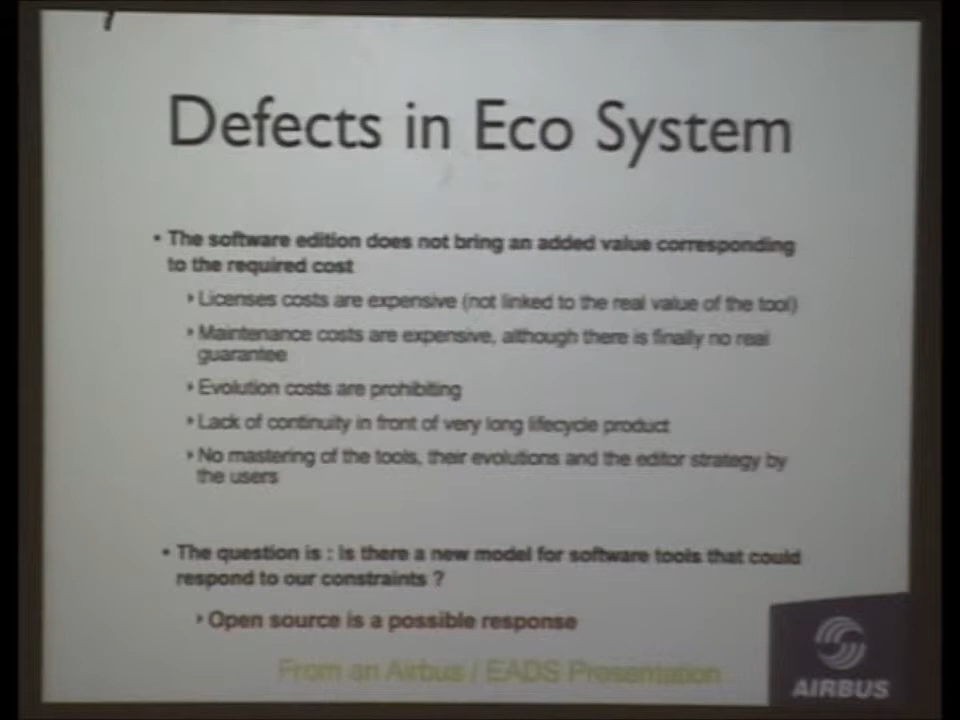 Defects in Eco System
• The software edition does not bring an added value corresponding
to the required cost
Licenses costs are expensive (not linked to the real value of the tool)
Maintenance costs are expensive, although there is finally no real
guarantee
Evolution costs are prohibiting
Lack of continuity in front of very long lifecycle product
No mastering of the tools, their evolutions and the editor strategy by
the users
• The question is : Is there a new model for software tools that could
respond to our constraints ?
Open source is a possible response
From an Airbus / EADS Presentation
AIRBUS